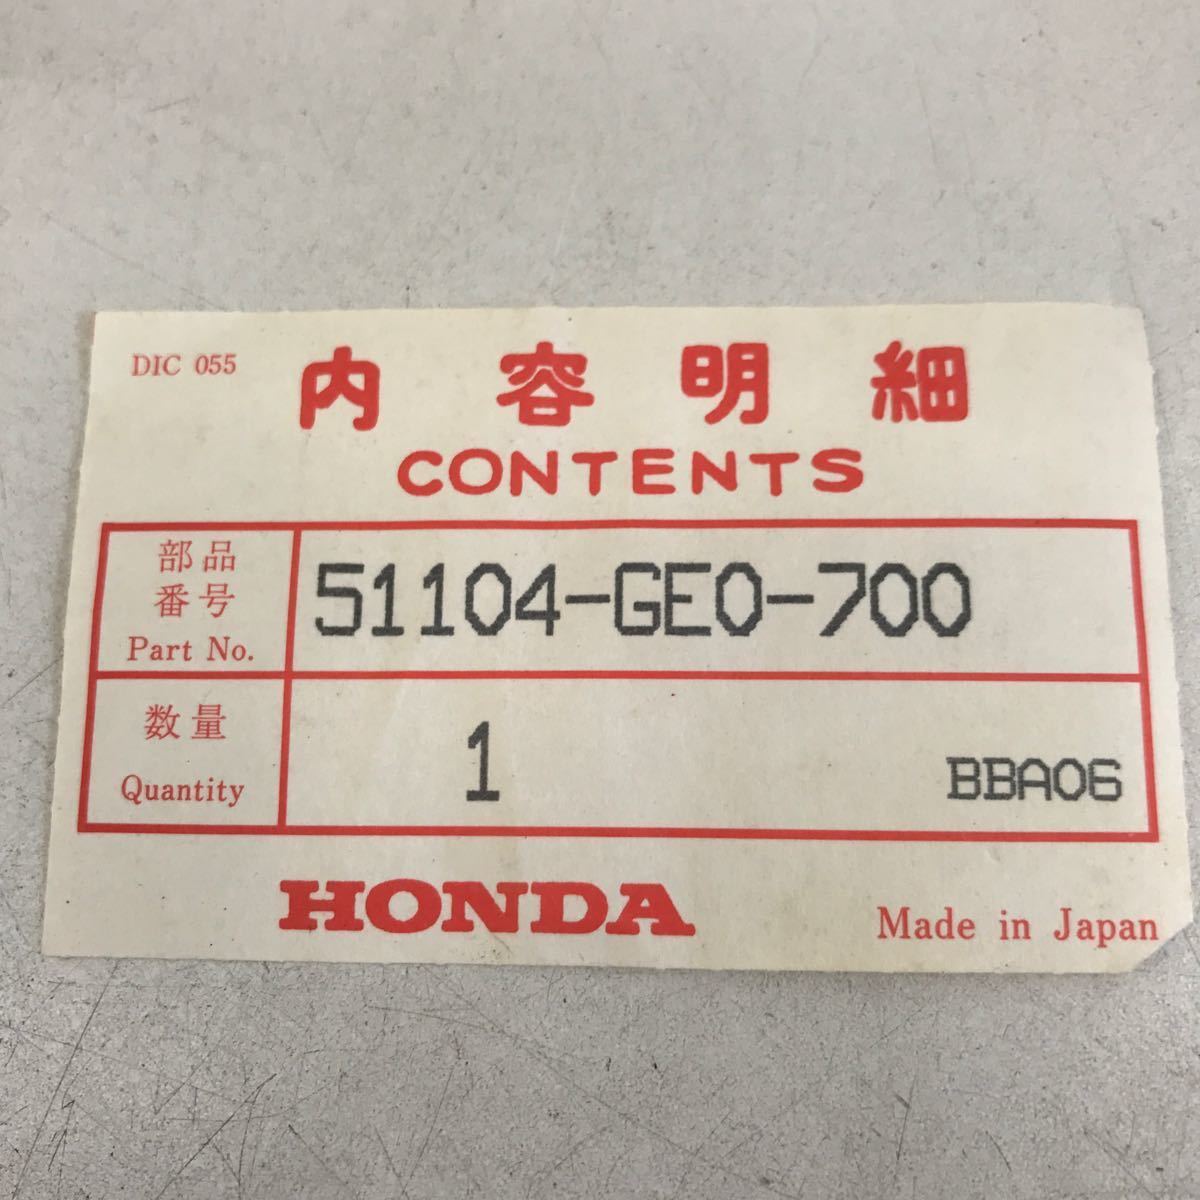 DIC 055
内容明細
CONTENTS
部品
番号
Part No.
51104-GE0-700
数量
Quantity
1
BBA06
HONDA
Made in Japan